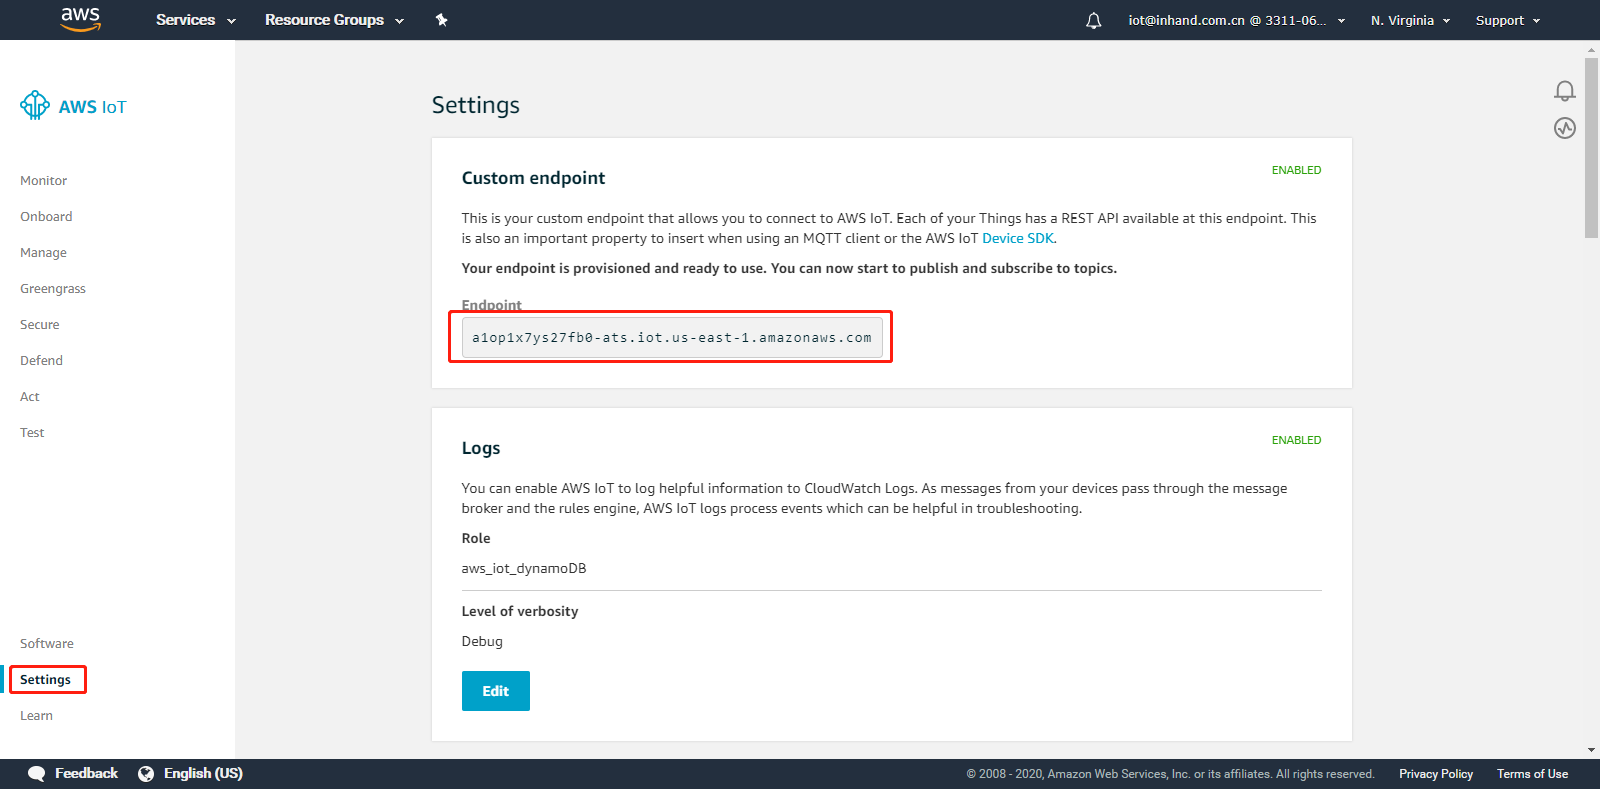 aws Services Resource Groups iot@inhand.com.cn @ 3311-06... N. Virginia Support
AWS IoT
Monitor
Onboard
Manage
Greengrass
Secure
Defend
Act
Test
Software
Settings
Learn
Settings
Custom endpoint
ENABLED
This is your custom endpoint that allows you to connect to AWS IoT. Each of your Things has a REST API available at this endpoint. This
is also an important property to insert when using an MQTT client or the AWS IoT Device SDK.
Your endpoint is provisioned and ready to use. You can now start to publish and subscribe to topics.
Endpoint
a1op1x7ys27fb0-ats.iot.us-east-1.amazonaws.com
Logs
ENABLED
You can enable AWS IoT to log helpful information to CloudWatch Logs. As messages from your devices pass through the message
broker and the rules engine, AWS IoT logs process events which can be helpful in troubleshooting.
Role
aws_iot_dynamoDB
Level of verbosity
Debug
Edit
Feedback English (US) © 2008 - 2020, Amazon Web Services, Inc. or its affiliates. All rights reserved. Privacy Policy Terms of Use